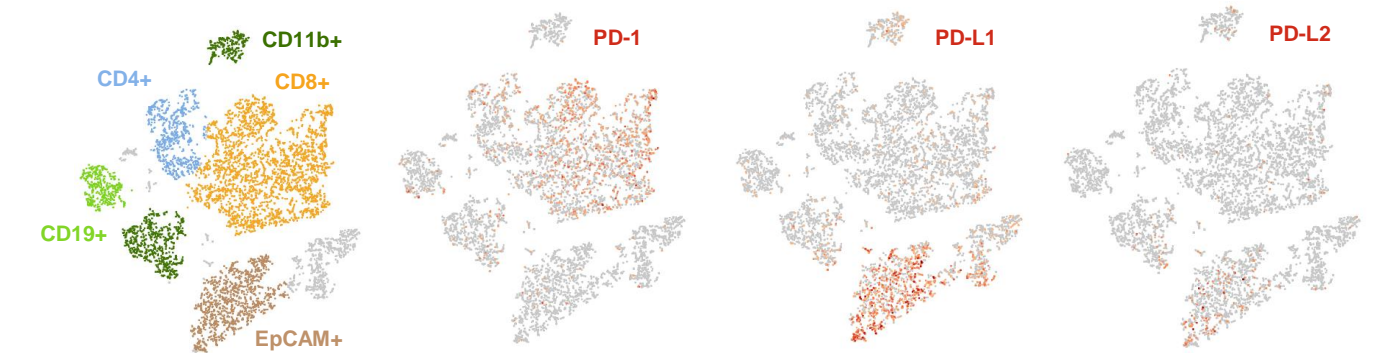 CD11b+
CD4+
CD8+
CD19+
EpCAM+
PD-1
PD-L1
PD-L2